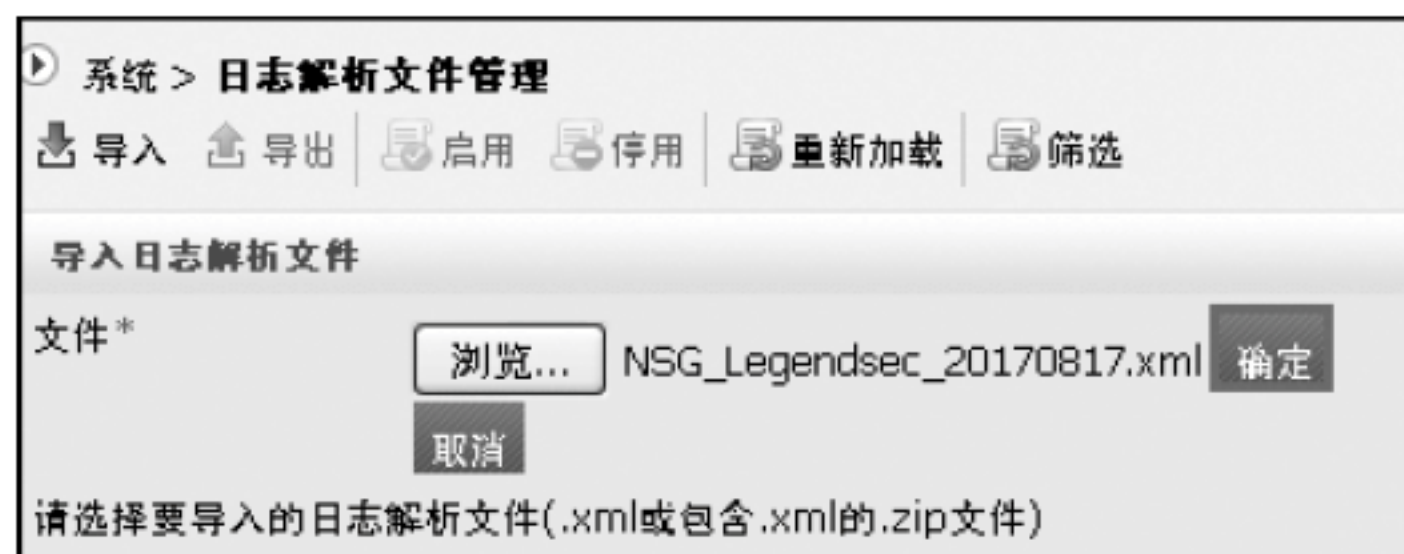 系统 > 日志解析文件管理
导入 导出 启用 停用 重新加载 筛选
导入日志解析文件
文件* 浏览... NSG_Legendsec_20170817.xml 确定
取消
请选择要导入的日志解析文件(.xml或包含.xml的.zip文件)